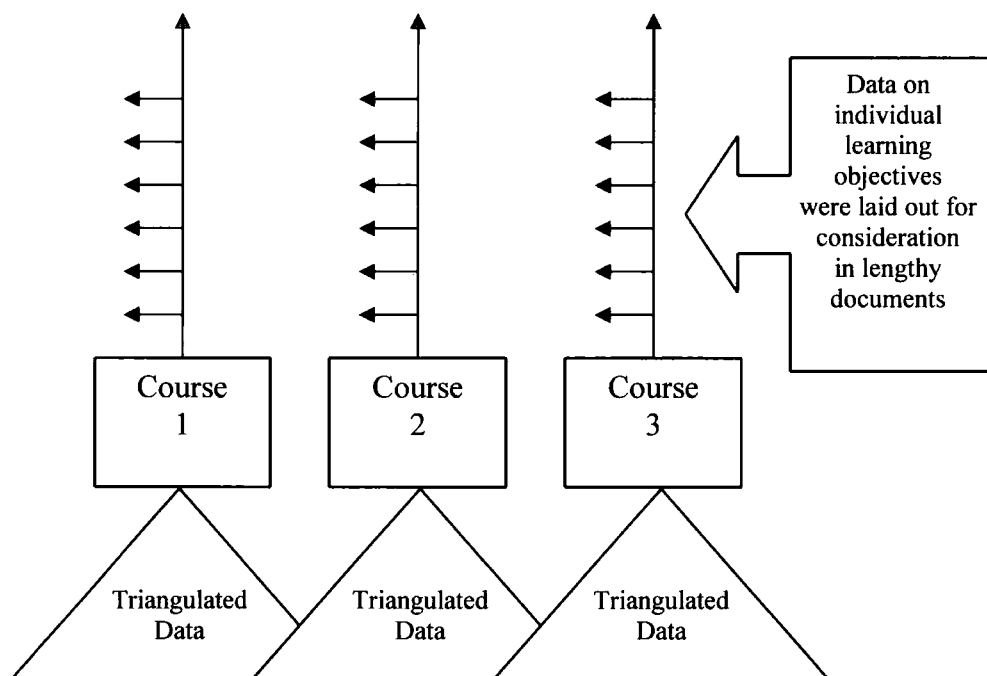 Data on
individual
learning
objectives
were laid out for
consideration
in lengthy
documents
Course
1
Course
2
Course
3
Triangulated
Data
Triangulated
Data
Triangulated
Data